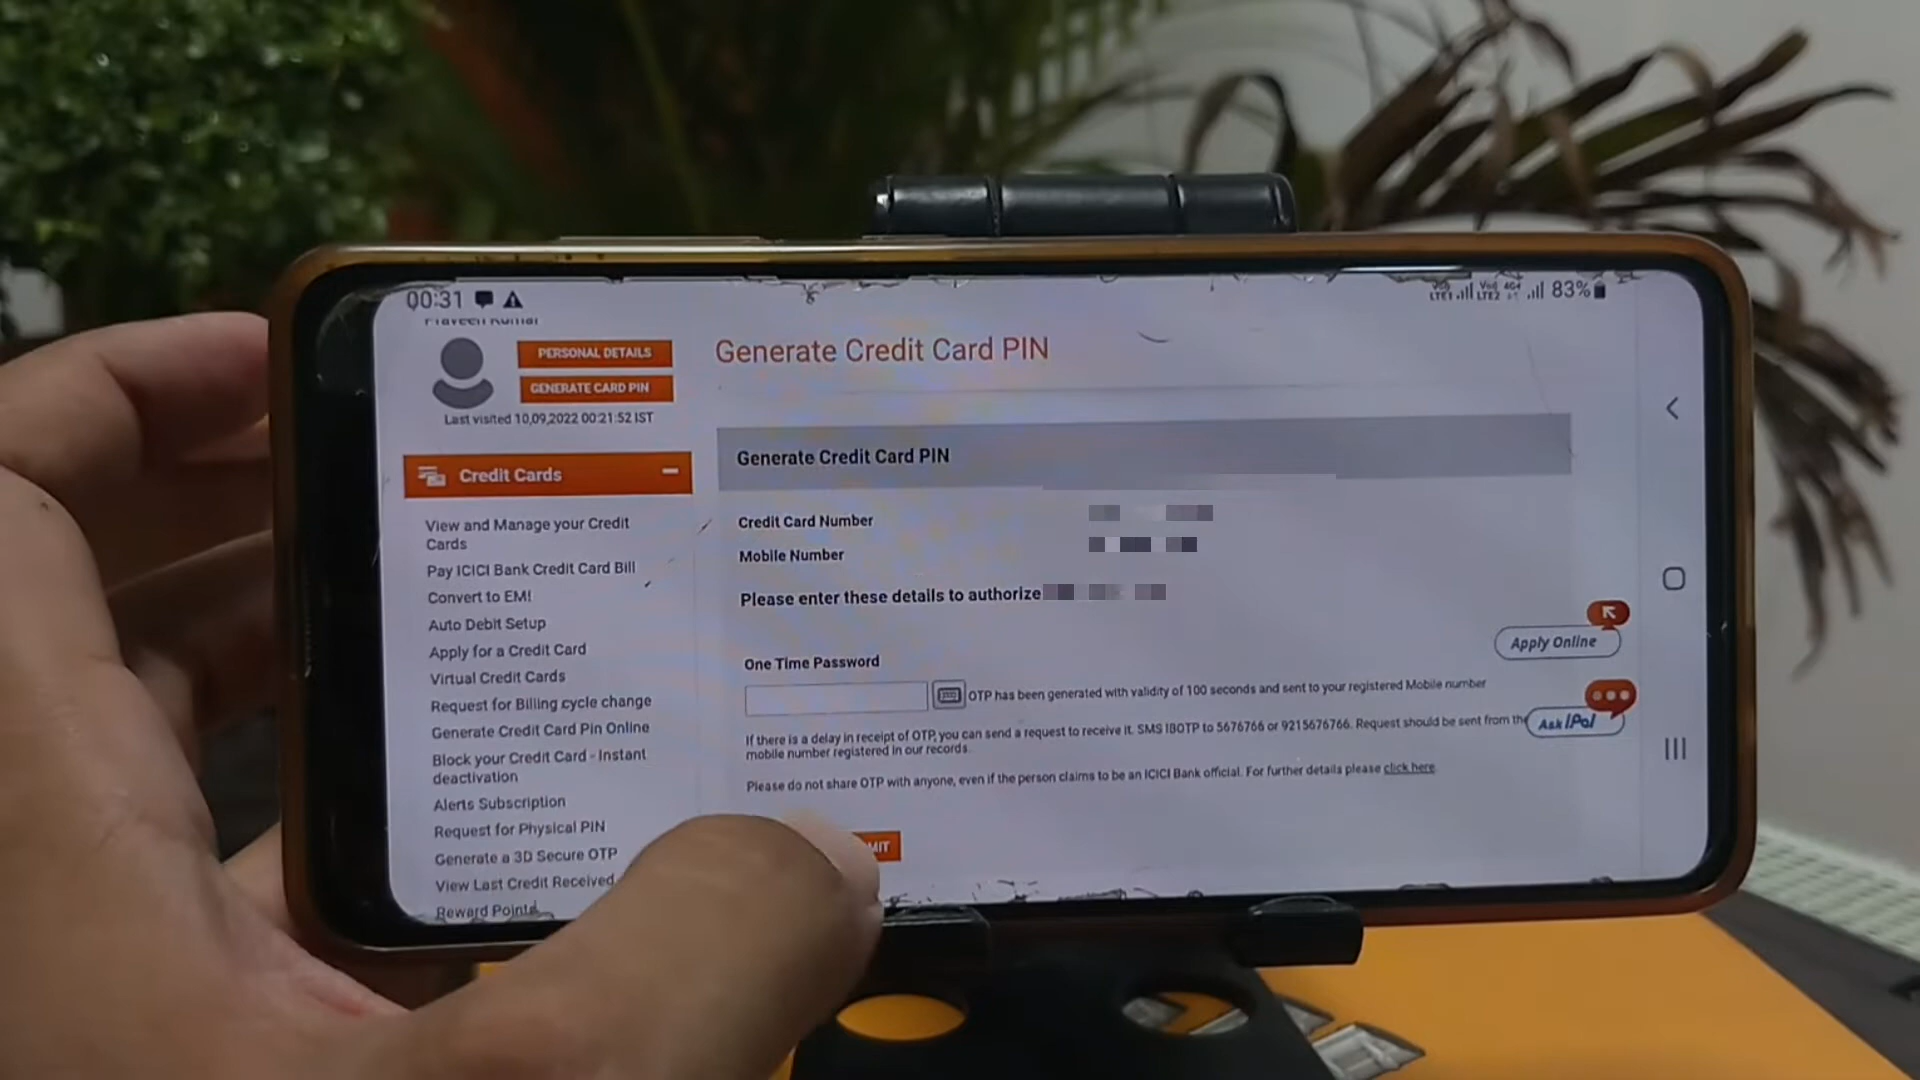 00:31
83%
PERSONAL DETAILS
GENERATE CARD PIN
Last visited 10,09,2022 00:21:52 IST
Credit Cards
View and Manage your Credit
Cards
Pay ICICI Bank Credit Card Bill
Convert to EMI
Auto Debit Setup
Apply for a Credit Card
Virtual Credit Cards
Request for Billing cycle change
Generate Credit Card Pin Online
Block your Credit Card - Instant
deactivation
Alerts Subscription
Request for Physical PIN
Generate a 3D Secure OTP
View Last Credit Received
Reward Points
Generate Credit Card PIN
Generate Credit Card PIN
Credit Card Number
Mobile Number
Please enter these details to authorize
One Time Password
OTP has been generated with validity of 100 seconds and sent to your registered Mobile number
If there is a delay in receipt of OTP, you can send a request to receive it. SMS IBOTP to 5676766 or 9215676766. Request should be sent from the
mobile number registered in our records.
Please do not share OTP with anyone, even if the person claims to be an ICICI Bank official. For further details please click here.
MIT
Apply Online
Ask iPal